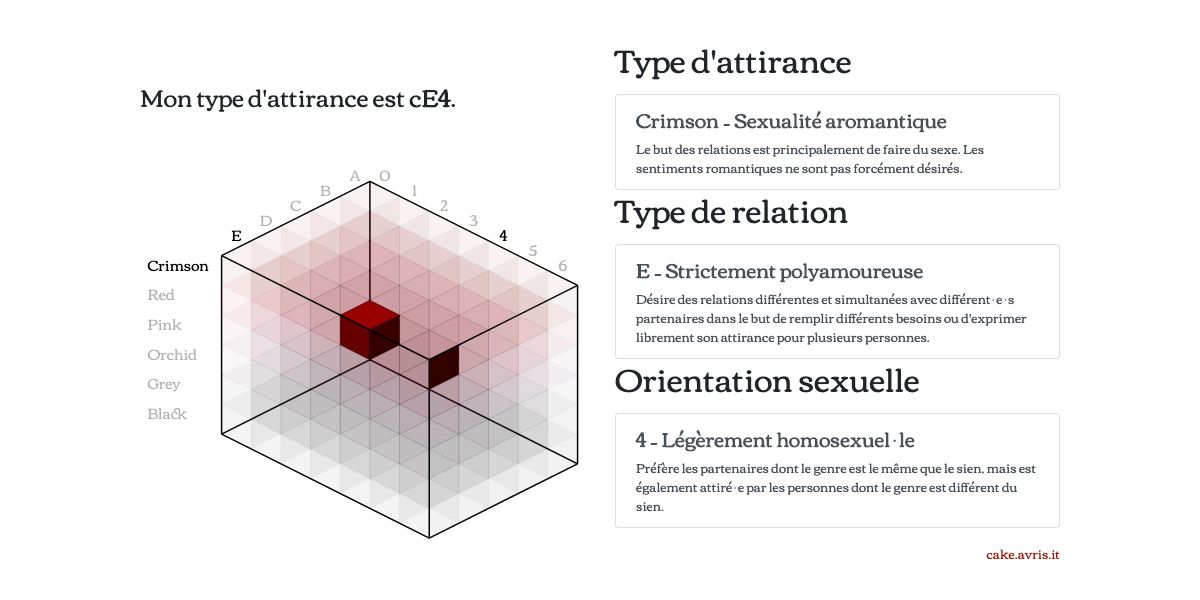 Mon type d'attirance est cE4.
A O
B 1
C 2
D 3
E 4
5
6
Crimson
Red
Pink
Orchid
Grey
Black
Type d'attirance
Crimson - Sexualité aromantique
Le but des relations est principalement de faire du sexe. Les
sentiments romantiques ne sont pas forcément désirés.
Type de relation
E - Strictement polyamoureuse
Désire des relations différentes et simultanées avec différent·e·s
partenaires dans le but de remplir différents besoins ou d'exprimer
librement son attirance pour plusieurs personnes.
Orientation sexuelle
4 - Légèrement homosexuel·le
Préfère les partenaires dont le genre est le même que le sien, mais est
également attiré·e par les personnes dont le genre est différent du
sien.
cake.avris.it